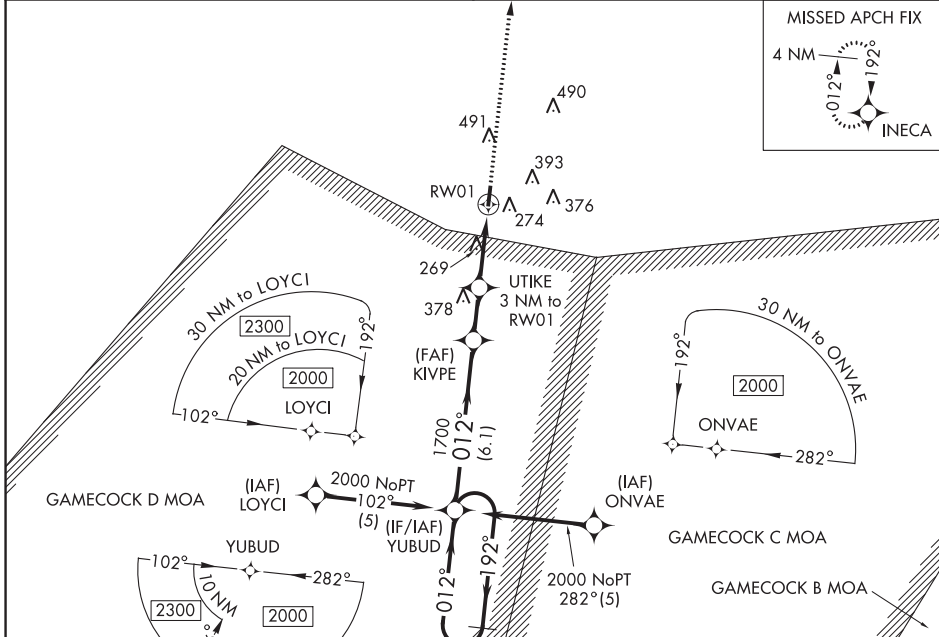 MISSED APCH FIX
4 NM
192°
012°
INECA
490
491
393
RW01
274
376
269
UTIKE
3 NM to
RW01
378
30 NM to LOYCI
2300
20 NM to LOYCI
192°
2000
LOYCI
102°
(FAF)
KIVPE
30 NM to ONVAE
192°
2000
ONVAE
282°
1700
012°
(6.1)
GAMECOCK D MOA
(IAF)
LOYCI
2000 NoPT
102°
(5)
(IF/IAF)
YUBUD
(IAF)
ONVAE
GAMECOCK C MOA
2000 NoPT
282°(5)
012°
192°
YUBUD
102°
282°
10 NM
2300
2000
GAMECOCK B MOA